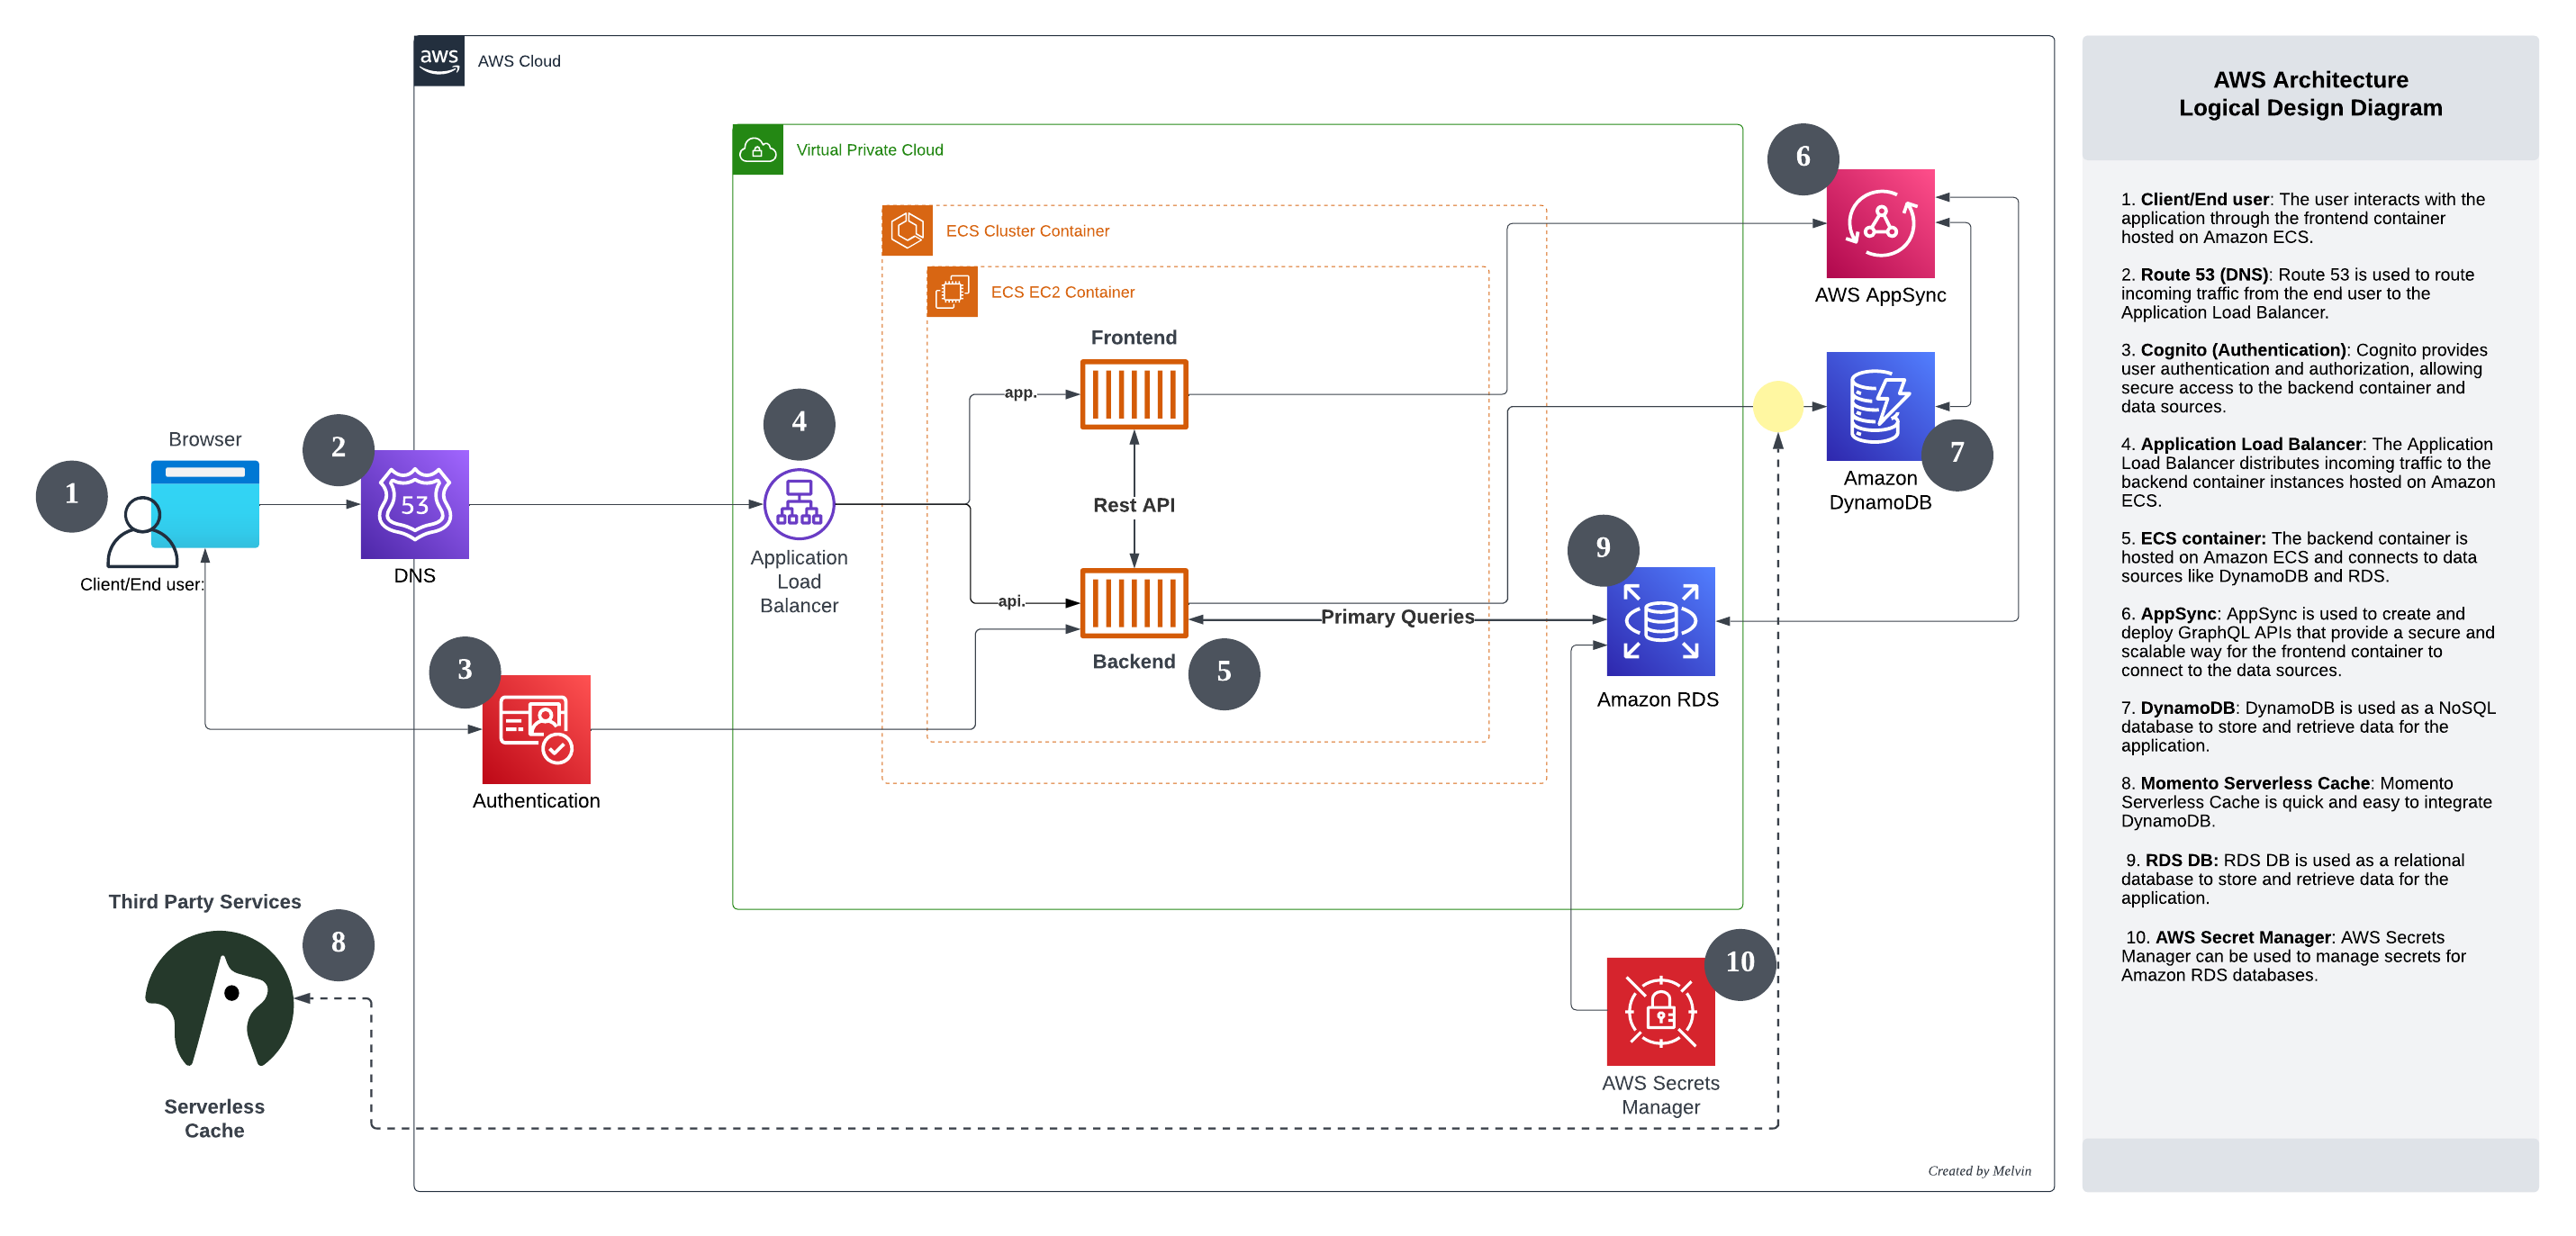 aws
AWS Cloud
AWS Architecture
Logical Design Diagram
Virtual Private Cloud
6
ECS Cluster Container
AWS AppSync
ECS EC2 Container
Frontend
app.
4
7
Amazon
DynamoDB
2
Browser
1
53
Rest API
Client/End user:
DNS
Application
Load
Balancer
9
api.
Primary Queries
Backend
5
Amazon RDS
3
Authentication
Third Party Services
8
10
AWS Secrets
Manager
Serverless
Cache
Created by Melvin
1. Client/End user: The user interacts with the
application through the frontend container
hosted on Amazon ECS.
2. Route 53 (DNS): Route 53 is used to route
incoming traffic from the end user to the
Application Load Balancer.
3. Cognito (Authentication): Cognito provides
user authentication and authorization, allowing
secure access to the backend container and
data sources.
4. Application Load Balancer: The Application
Load Balancer distributes incoming traffic to the
backend container instances hosted on Amazon
ECS.
5. ECS container: The backend container is
hosted on Amazon ECS and connects to data
sources like DynamoDB and RDS.
6. AppSync: AppSync is used to create and
deploy GraphQL APIs that provide a secure and
scalable way for the frontend container to
connect to the data sources.
7. DynamoDB: DynamoDB is used as a NoSQL
database to store and retrieve data for the
application.
8. Momento Serverless Cache: Momento
Serverless Cache is quick and easy to integrate
DynamoDB.
9. RDS DB: RDS DB is used as a relational
database to store and retrieve data for the
application.
10. AWS Secret Manager: AWS Secrets
Manager can be used to manage secrets for
Amazon RDS databases.